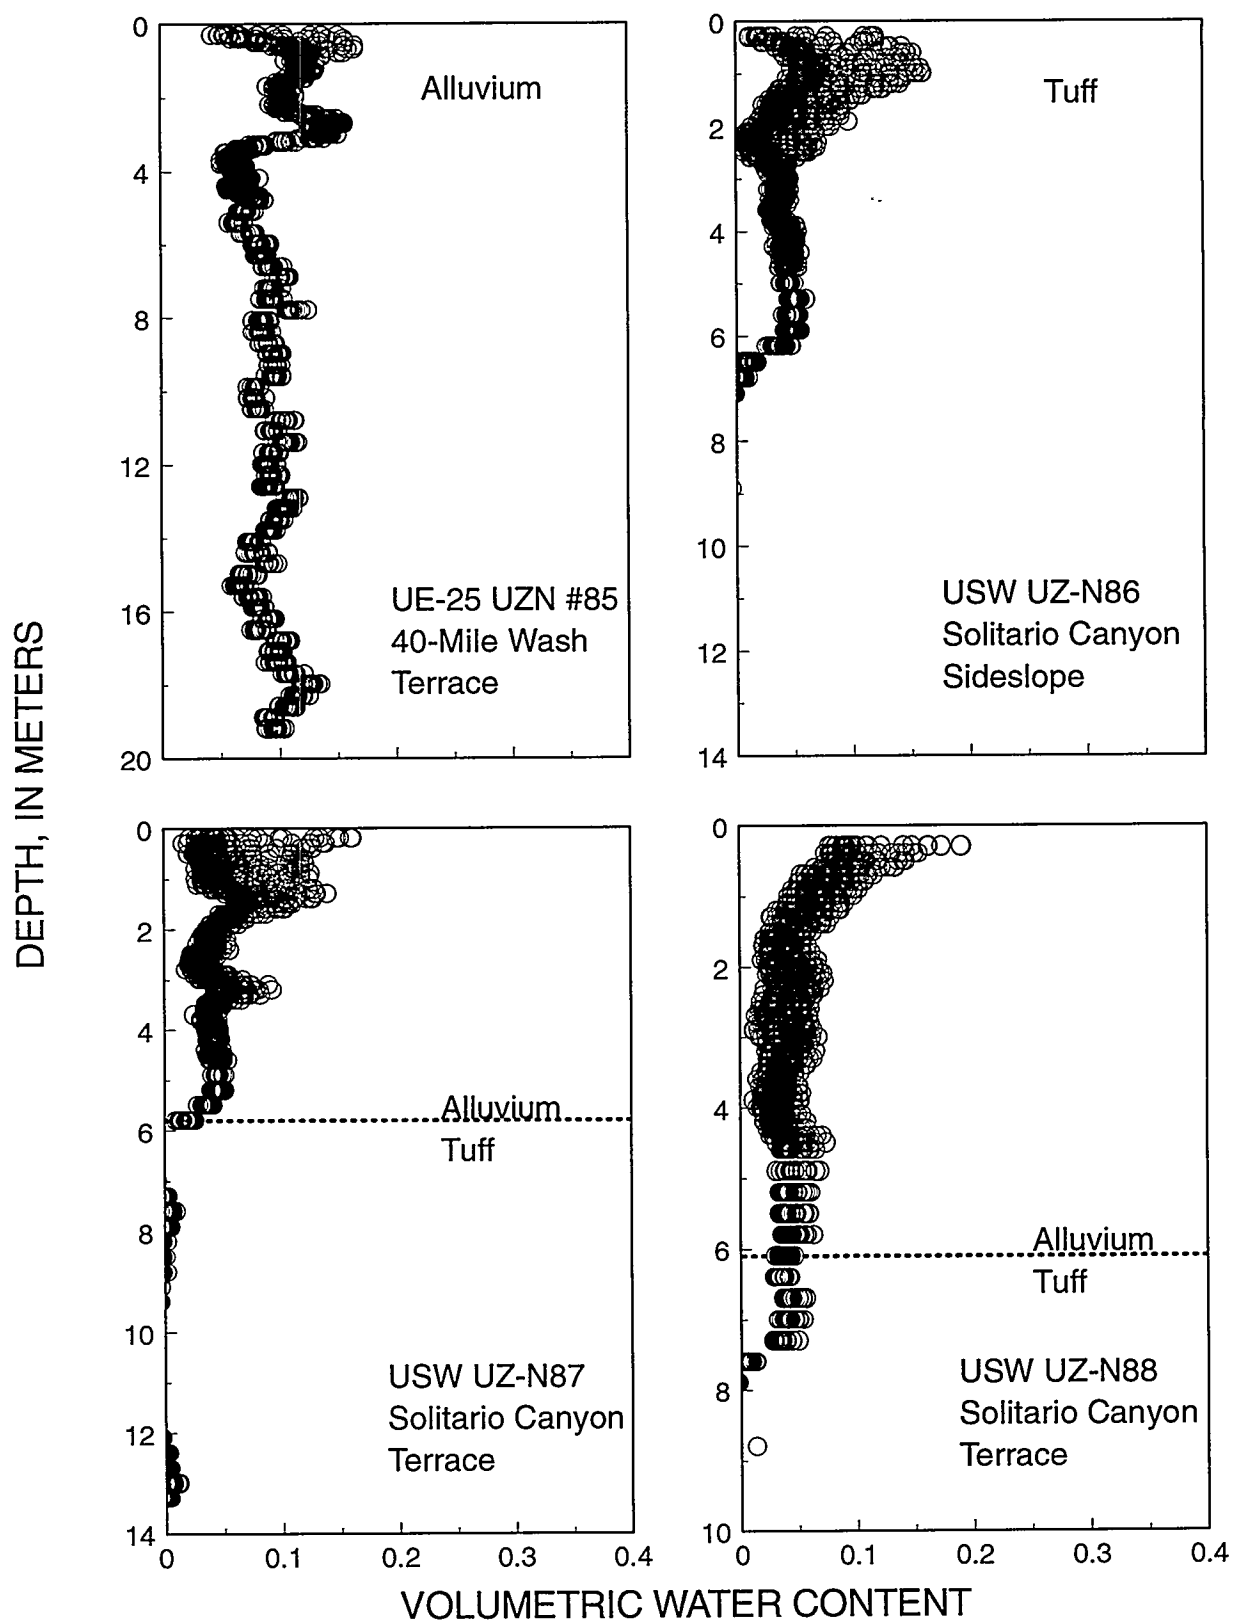 DEPTH, IN METERS
0
4
8
12
16
20
Alluvium
UE-25 UZN #85
40-Mile Wash
Terrace
0
2
4
6
8
10
12
14
Tuff
USW UZ-N86
Solitario Canyon
Sideslope
0
2
4
6
8
10
12
14
Alluvium
Tuff
USW UZ-N87
Solitario Canyon
Terrace
0 0.1 0.2 0.3 0.4
0
2
4
6
8
10
Alluvium
Tuff
USW UZ-N88
Solitario Canyon
Terrace
0 0.1 0.2 0.3 0.4
VOLUMETRIC WATER CONTENT